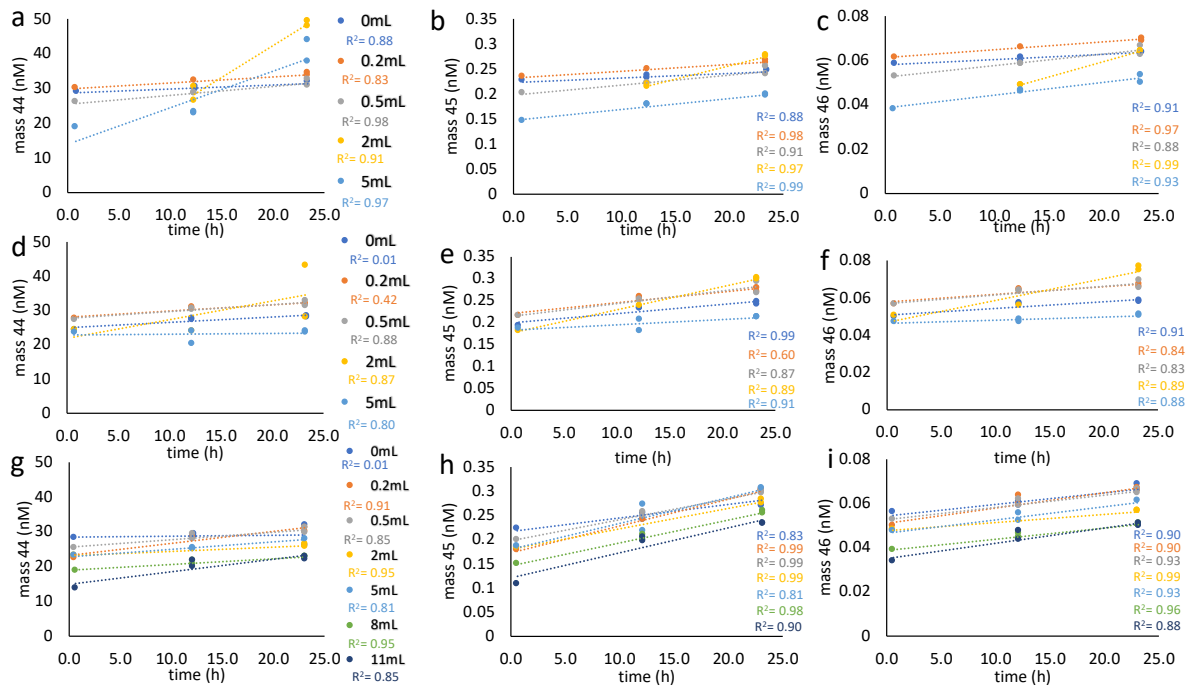 a
50
40
30
20
10
0
mass 44 (nM)
0.0 5.0 10.0 15.0 20.0 25.0
time (h)
0mL
R²= 0.88
0.2mL
R²= 0.83
0.5mL
R²= 0.98
2mL
R²= 0.91
5mL
R²= 0.97
b
0.35
0.3
0.25
0.2
0.15
0.1
0.05
0
mass 45 (nM)
0.0 5.0 10.0 15.0 20.0 25.0
time (h)
R²= 0.88
R²= 0.98
R²= 0.91
R²= 0.97
R²= 0.99
c
0.08
0.06
0.04
0.02
0
mass 46 (nM)
0.0 5.0 10.0 15.0 20.0 25.0
time (h)
R²= 0.91
R²= 0.97
R²= 0.88
R²= 0.99
R²= 0.93
d
50
40
30
20
10
0
mass 44 (nM)
0.0 5.0 10.0 15.0 20.0 25.0
time (h)
0mL
R²= 0.01
0.2mL
R²= 0.42
0.5mL
R²= 0.88
2mL
R²= 0.87
5mL
R²= 0.80
e
0.35
0.3
0.25
0.2
0.15
0.1
0.05
0
mass 45 (nM)
0.0 5.0 10.0 15.0 20.0 25.0
time (h)
R²= 0.99
R²= 0.60
R²= 0.87
R²= 0.89
R²= 0.91
f
0.08
0.06
0.04
0.02
0
mass 46 (nM)
0.0 5.0 10.0 15.0 20.0 25.0
time (h)
R²= 0.91
R²= 0.84
R²= 0.83
R²= 0.89
R²= 0.88
g
50
40
30
20
10
0
mass 44 (nM)
0.0 5.0 10.0 15.0 20.0 25.0
time (h)
0mL
R²= 0.01
0.2mL
R²= 0.91
0.5mL
R²= 0.85
2mL
R²= 0.95
5mL
R²= 0.81
8mL
R²= 0.95
11mL
R²= 0.85
h
0.35
0.3
0.25
0.2
0.15
0.1
0.05
0
mass 45 (nM)
0.0 5.0 10.0 15.0 20.0 25.0
time (h)
R²= 0.83
R²= 0.99
R²= 0.99
R²= 0.99
R²= 0.81
R²= 0.98
R²= 0.90
i
0.08
0.06
0.04
0.02
0
mass 46 (nM)
0.0 5.0 10.0 15.0 20.0 25.0
time (h)
R²= 0.90
R²= 0.90
R²= 0.93
R²= 0.99
R²= 0.93
R²= 0.96
R²= 0.88